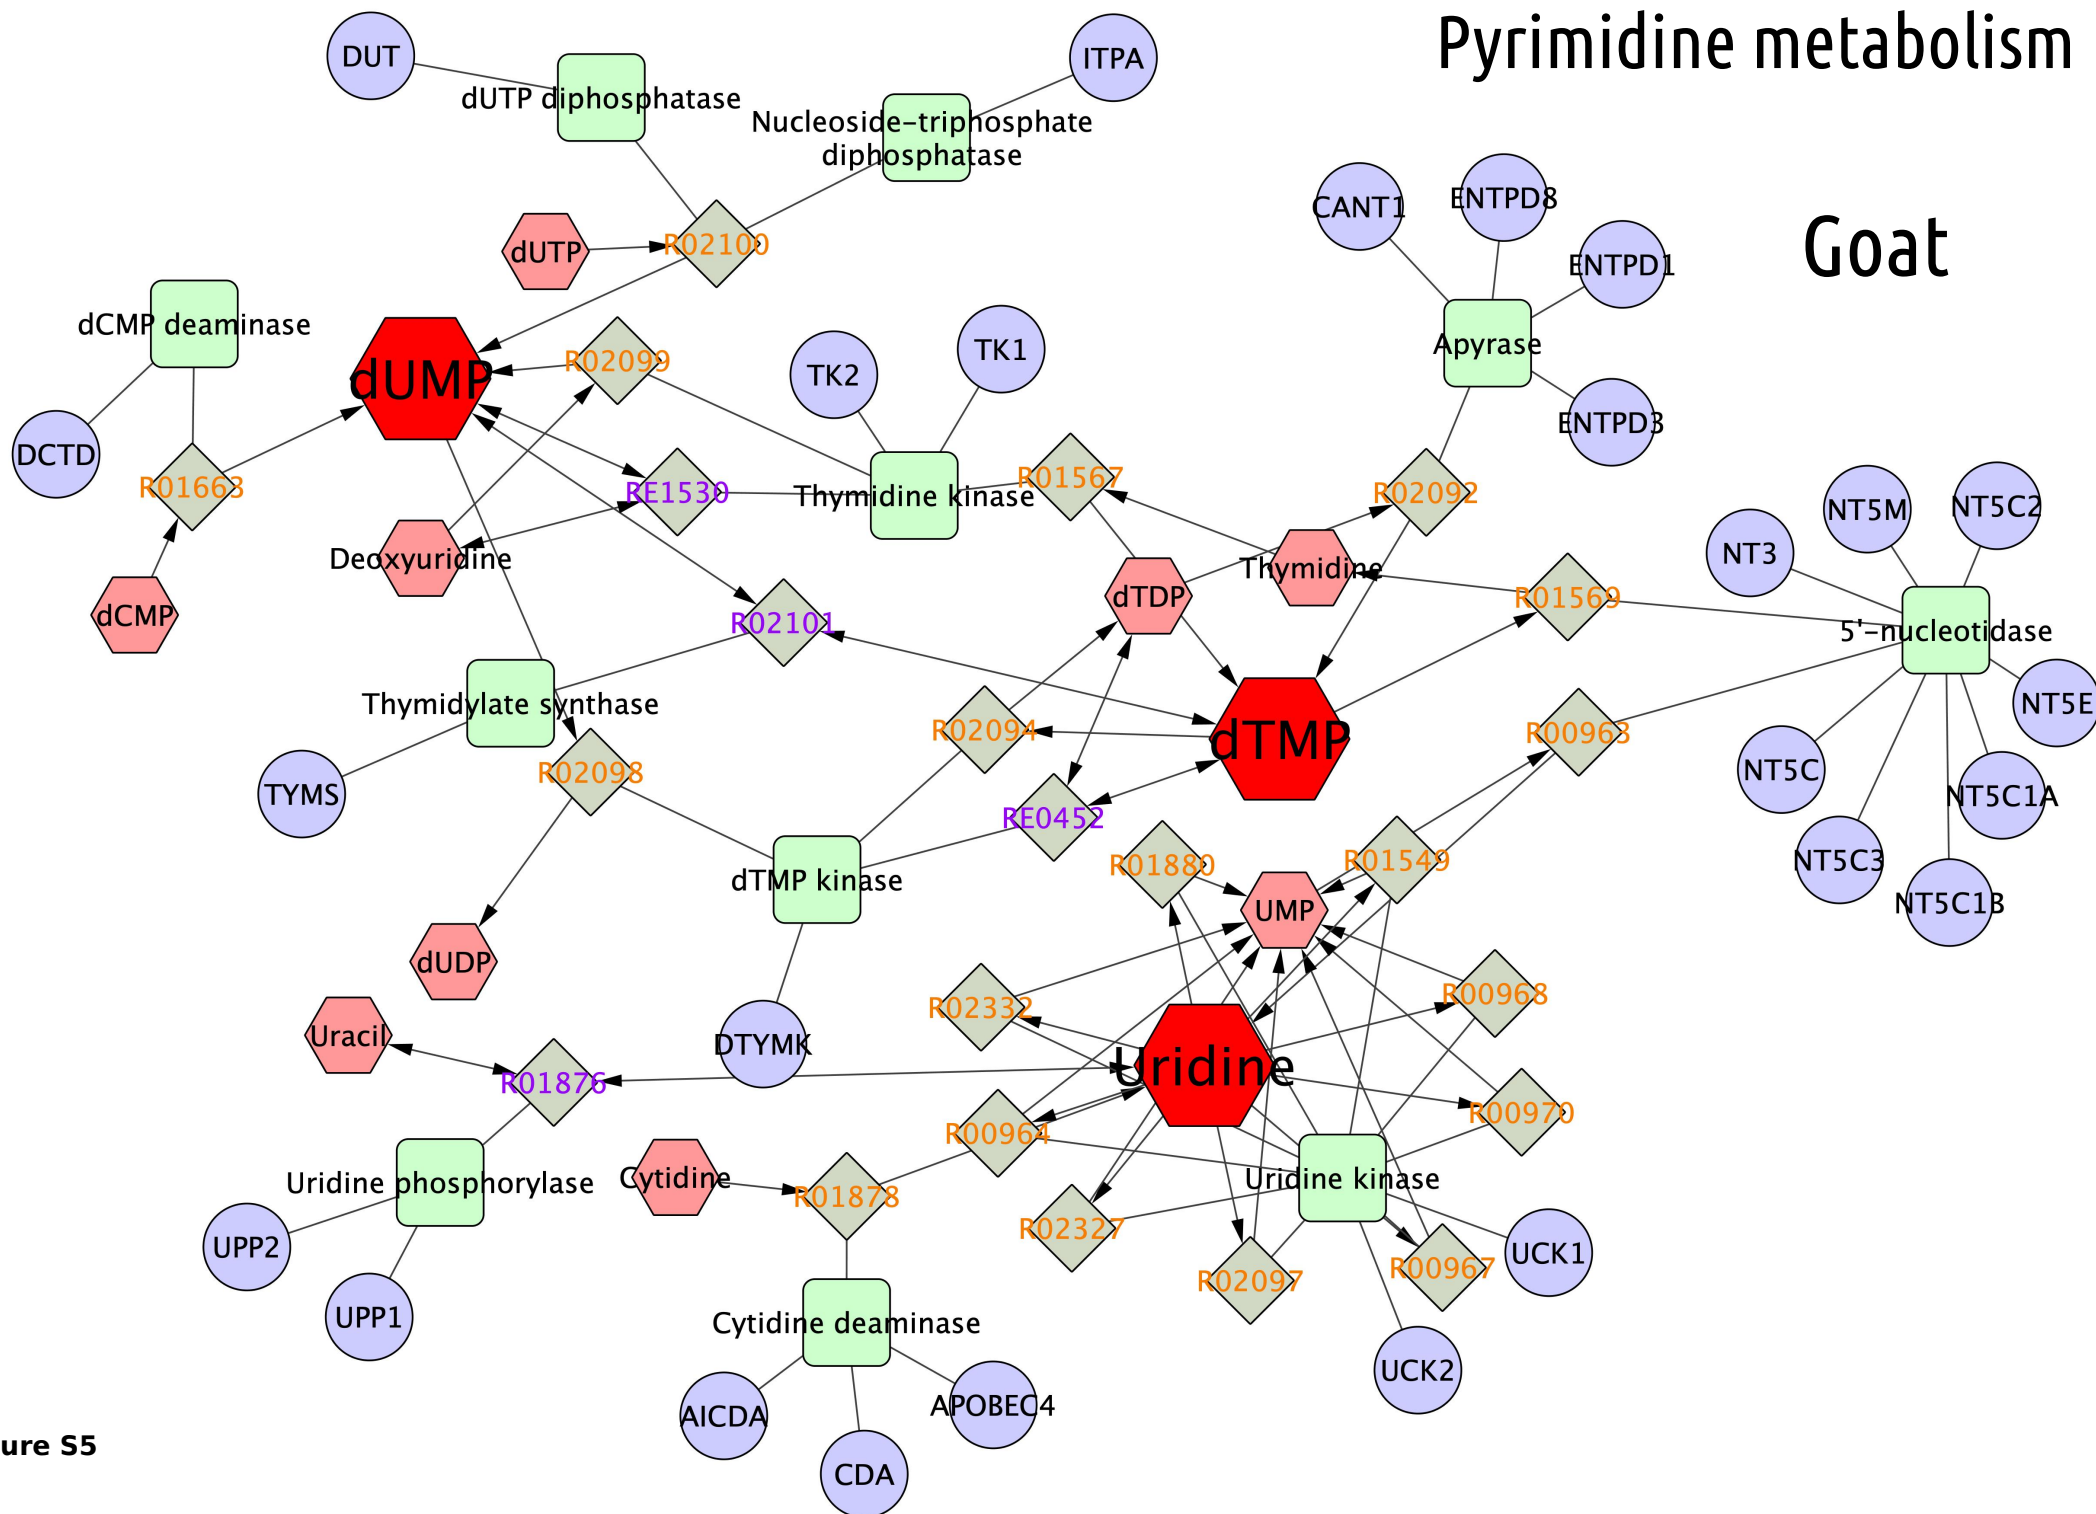 Pyrimidine metabolism
DUT
ITPA
dUTP diphosphatase
Nucleoside-triphosphate
diphosphatase
CANT1
ENTPD8
dUTP
R02100
Goat
ENTPD1
dCMP deaminase
dUMP
R02099
TK2
TK1
Apyrase
ENTPD3
DCTD
R01663
RE1530
Thymidine kinase
R01567
R02092
NT5M
NT5C2
NT3
Deoxyuridine
dCMP
R02101
dTDP
Thymidine
R01569
5'-nucleotidase
Thymidylate synthase
TYMS
R02098
R02094
dTMP
R00963
NT5E
NT5C
NT5C1A
RE0452
dTMP kinase
R01880
R01549
NT5C3
UMP
NT5C1B
dUDP
R02332
R00968
Uracil
DTYMK
R01876
Uridine
R00970
R00964
Uridine phosphorylase
Cytidine
R01878
Uridine kinase
R02327
UPP2
R02097
R00967
UCK1
UPP1
Cytidine deaminase
UCK2
AICDA
APOBEC4
CDA
ure S5